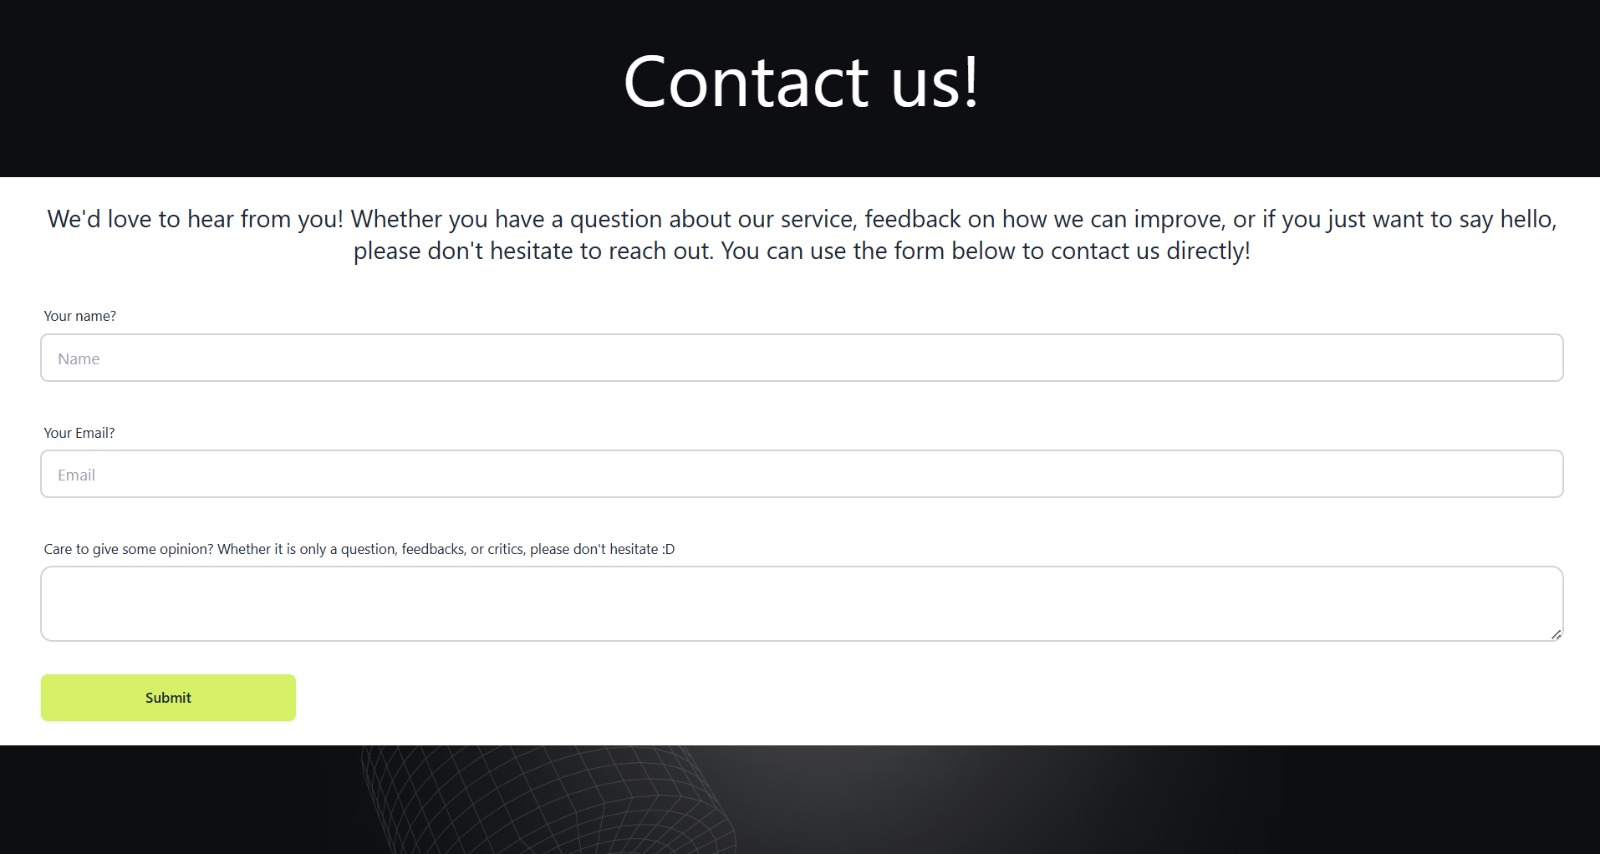 Contact us!
We'd love to hear from you! Whether you have a question about our service, feedback on how we can improve, or if you just want to say hello,
please don't hesitate to reach out. You can use the form below to contact us directly!
Your name?
Name
Your Email?
Email
Care to give some opinion? Whether it is only a question, feedbacks, or critics, please don't hesitate :D
Submit